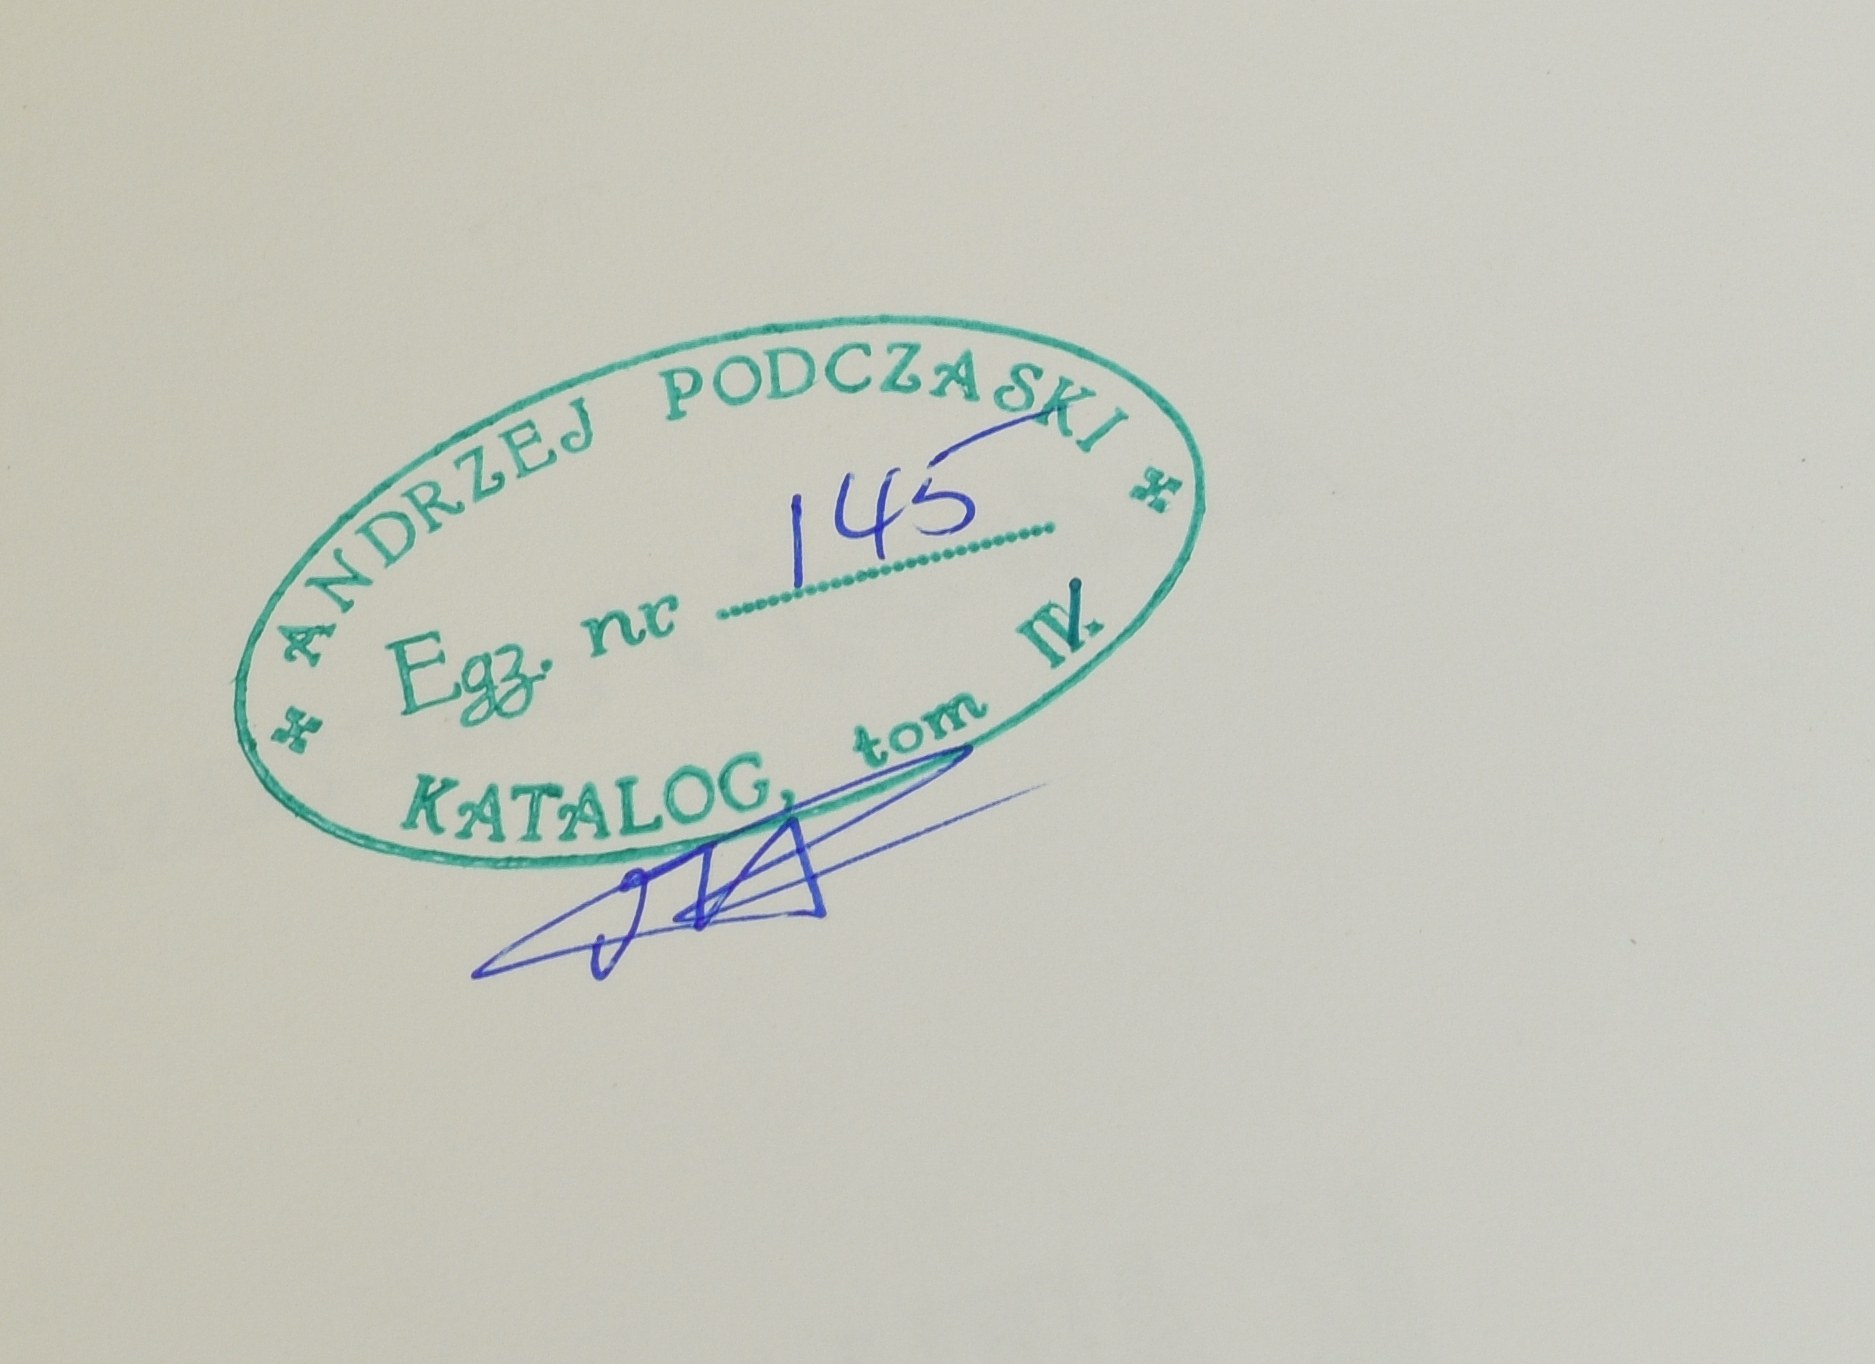 ANDRZEJ PODCZASKI
145
Egz. nr ....................
KATALOG, tom IV.